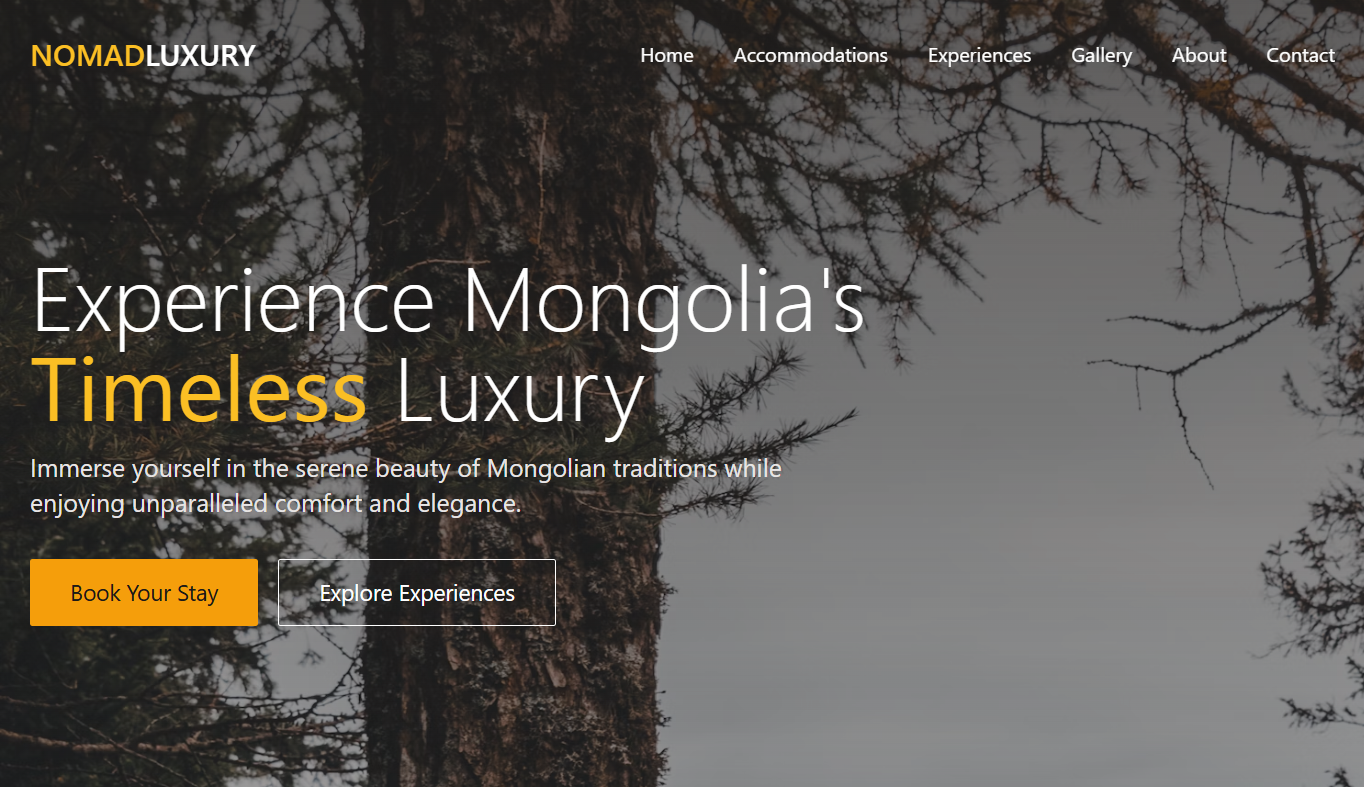 NOMADLUXURY
Home Accommodations Experiences Gallery About Contact
Experience Mongolia's
Timeless Luxury
Immerse yourself in the serene beauty of Mongolian traditions while
enjoying unparalleled comfort and elegance.
Book Your Stay Explore Experiences